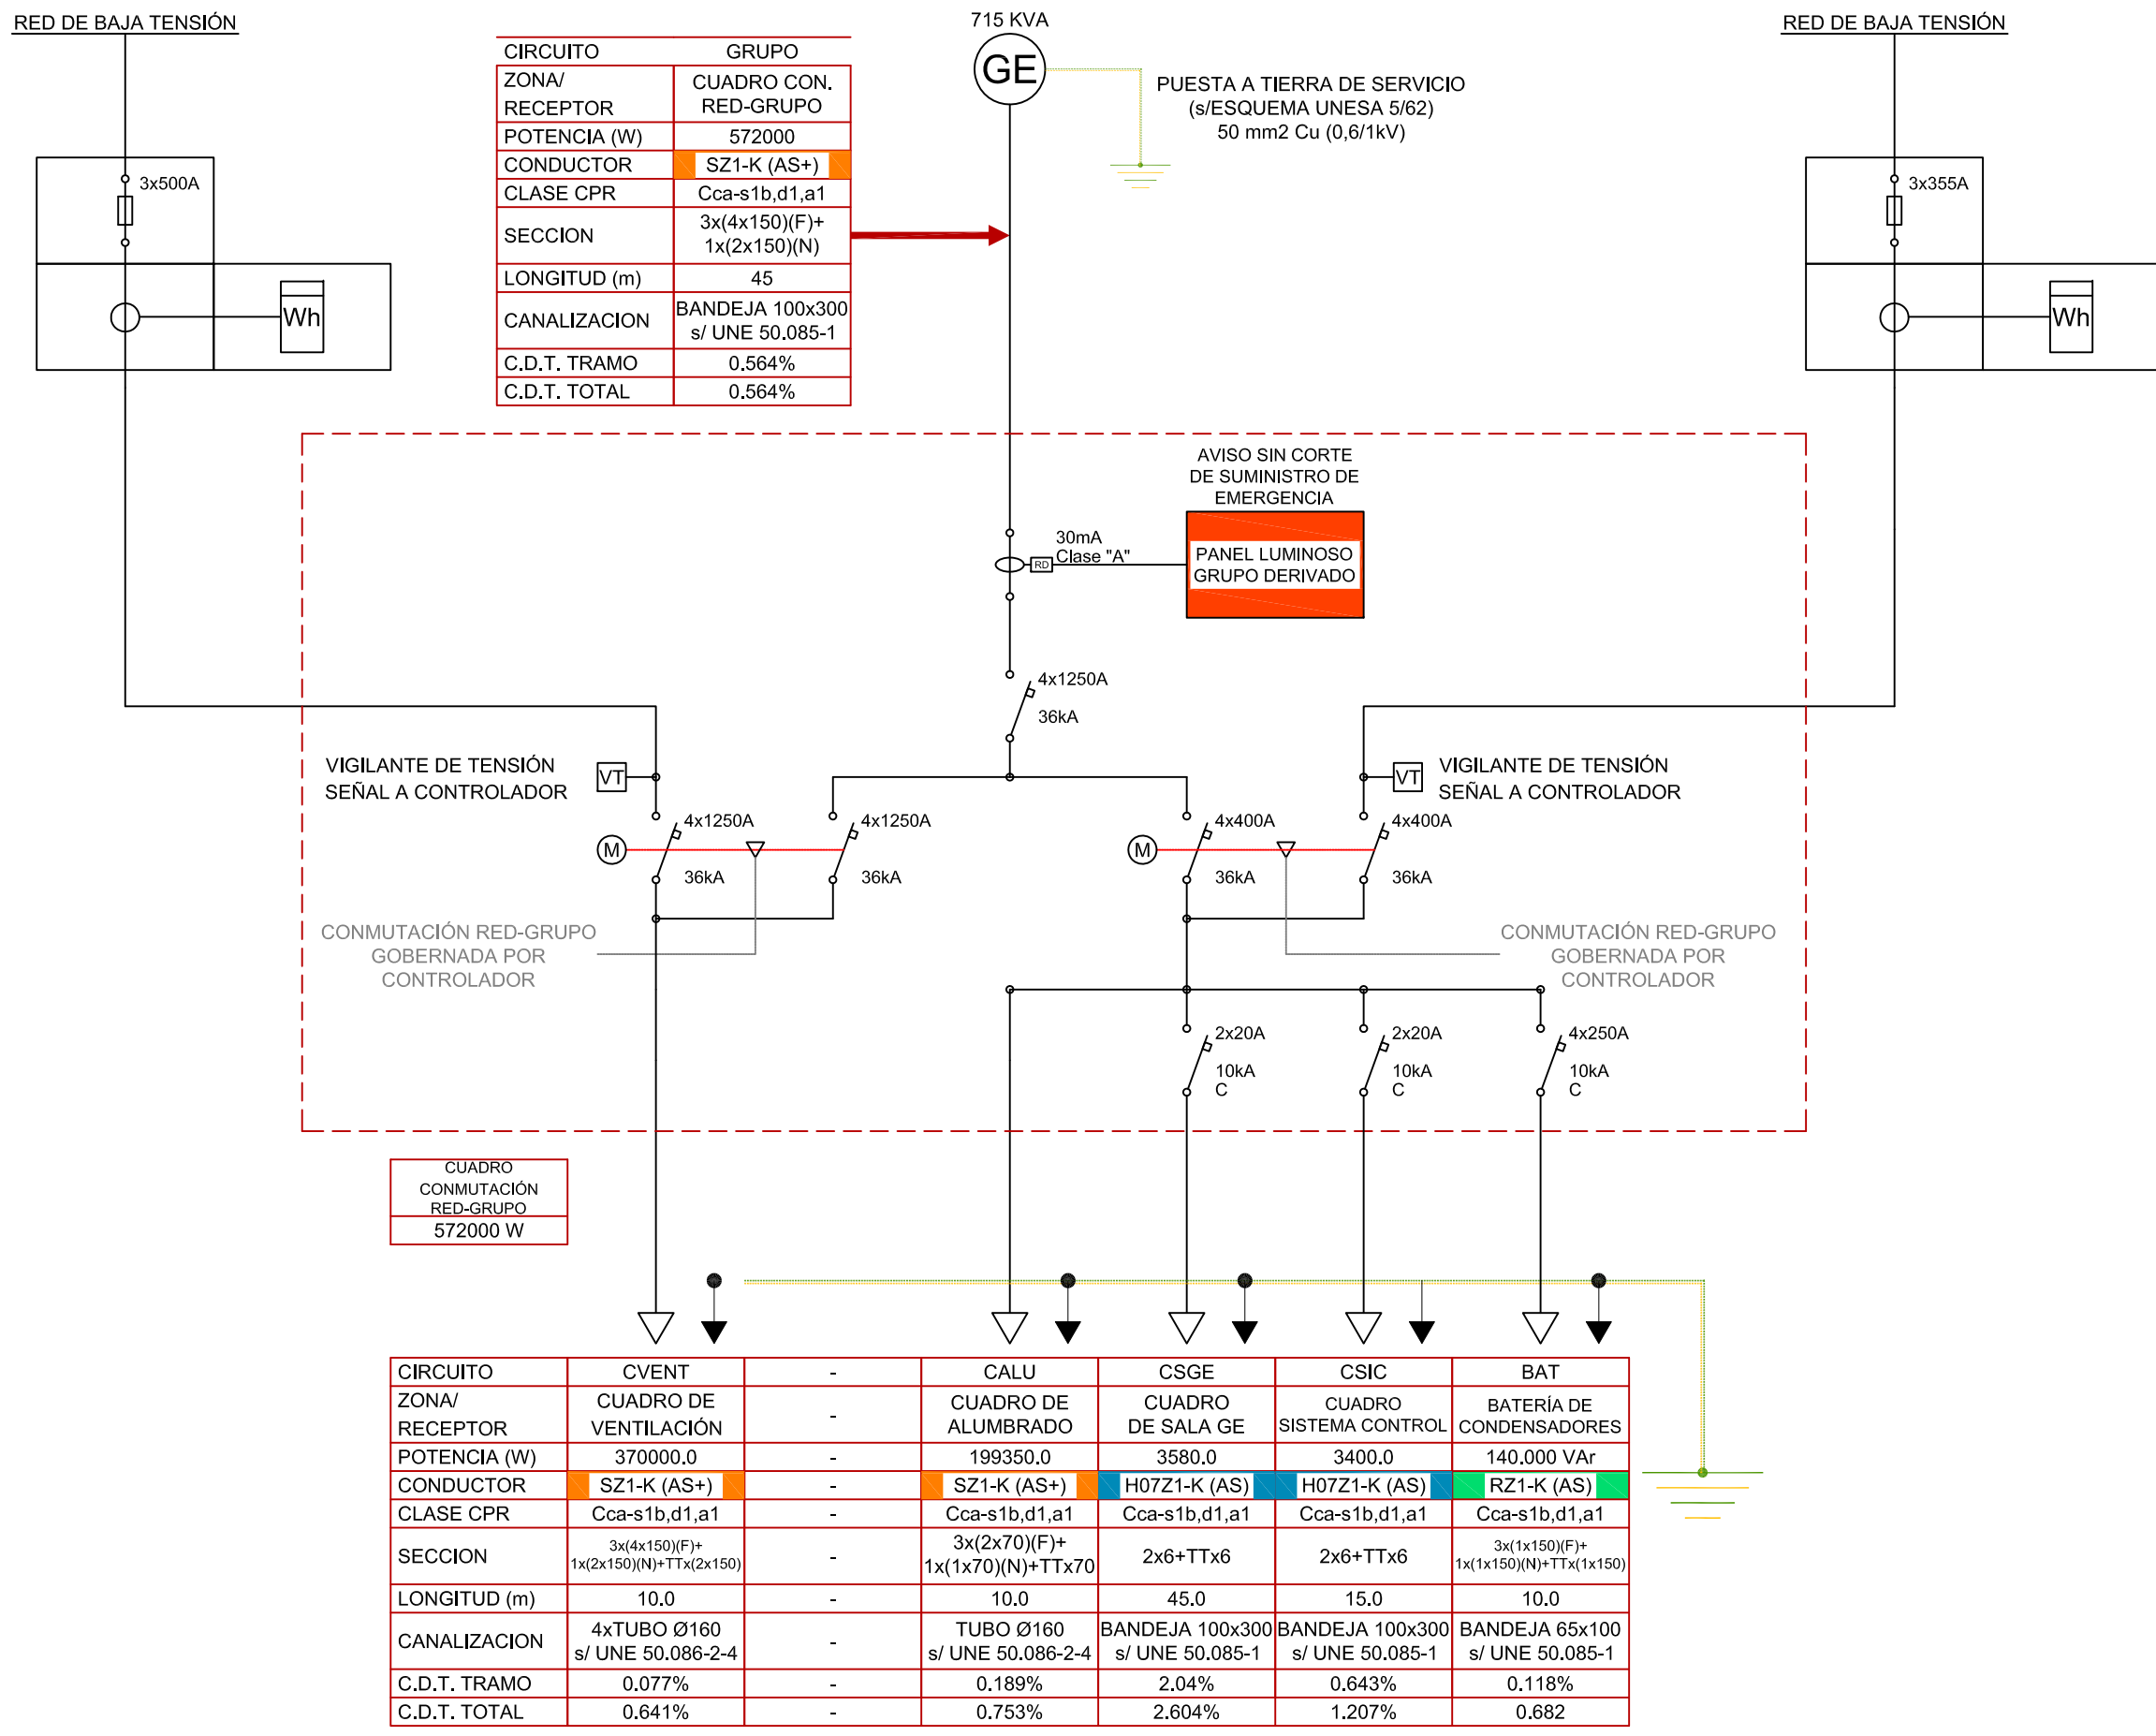 RED DE BAJA TENSIÓN
715 KVA
GE
RED DE BAJA TENSIÓN
CIRCUITO GRUPO
ZONA/
RECEPTOR
CUADRO CON.
RED-GRUPO
POTENCIA (W) 572000
CONDUCTOR SZ1-K (AS+)
CLASE CPR Cca-s1b,d1,a1
SECCION
3x(4x150)(F)+
1x(2x150)(N)
LONGITUD (m) 45
CANALIZACION
BANDEJA 100x300
s/ UNE 50.085-1
C.D.T. TRAMO 0.564%
C.D.T. TOTAL 0.564%
PUESTA A TIERRA DE SERVICIO
(s/ESQUEMA UNESA 5/62)
50 mm2 Cu (0,6/1kV)
3x500A
Wh
3x355A
Wh
AVISO SIN CORTE
DE SUMINISTRO DE
EMERGENCIA
30mA
Clase "A"
RD
PANEL LUMINOSO
GRUPO DERIVADO
4x1250A
36kA
VIGILANTE DE TENSIÓN
SEÑAL A CONTROLADOR
VT
VT
VIGILANTE DE TENSIÓN
SEÑAL A CONTROLADOR
M
4x1250A
36kA
4x1250A
36kA
M
4x400A
36kA
4x400A
36kA
CONMUTACIÓN RED-GRUPO
GOBERNADA POR
CONTROLADOR
CONMUTACIÓN RED-GRUPO
GOBERNADA POR
CONTROLADOR
2x20A
10kA
C
2x20A
10kA
C
4x250A
10kA
C
CUADRO
CONMUTACIÓN
RED-GRUPO
572000 W
CIRCUITO CVENT - CALU CSGE CSIC BAT
ZONA/
RECEPTOR
CUADRO DE
VENTILACIÓN
-
CUADRO DE
ALUMBRADO
CUADRO
DE SALA GE
CUADRO
SISTEMA CONTROL
BATERÍA DE
CONDENSADORES
POTENCIA (W) 370000.0 - 199350.0 3580.0 3400.0 140.000 VAr
CONDUCTOR SZ1-K (AS+) - SZ1-K (AS+) H07Z1-K (AS) H07Z1-K (AS) RZ1-K (AS)
CLASE CPR Cca-s1b,d1,a1 - Cca-s1b,d1,a1 Cca-s1b,d1,a1 Cca-s1b,d1,a1 Cca-s1b,d1,a1
SECCION
3x(4x150)(F)+
1x(2x150)(N)+TTx(2x150)
-
3x(2x70)(F)+
1x(1x70)(N)+TTx70
2x6+TTx6
2x6+TTx6
3x(1x150)(F)+
1x(1x150)(N)+TTx(1x150)
LONGITUD (m) 10.0 - 10.0 45.0 15.0 10.0
CANALIZACION
4xTUBO Ø160
s/ UNE 50.086-2-4
-
TUBO Ø160
s/ UNE 50.086-2-4
BANDEJA 100x300
s/ UNE 50.085-1
BANDEJA 100x300
s/ UNE 50.085-1
BANDEJA 65x100
s/ UNE 50.085-1
C.D.T. TRAMO 0.077% - 0.189% 2.04% 0.643% 0.118%
C.D.T. TOTAL 0.641% - 0.753% 2.604% 1.207% 0.682